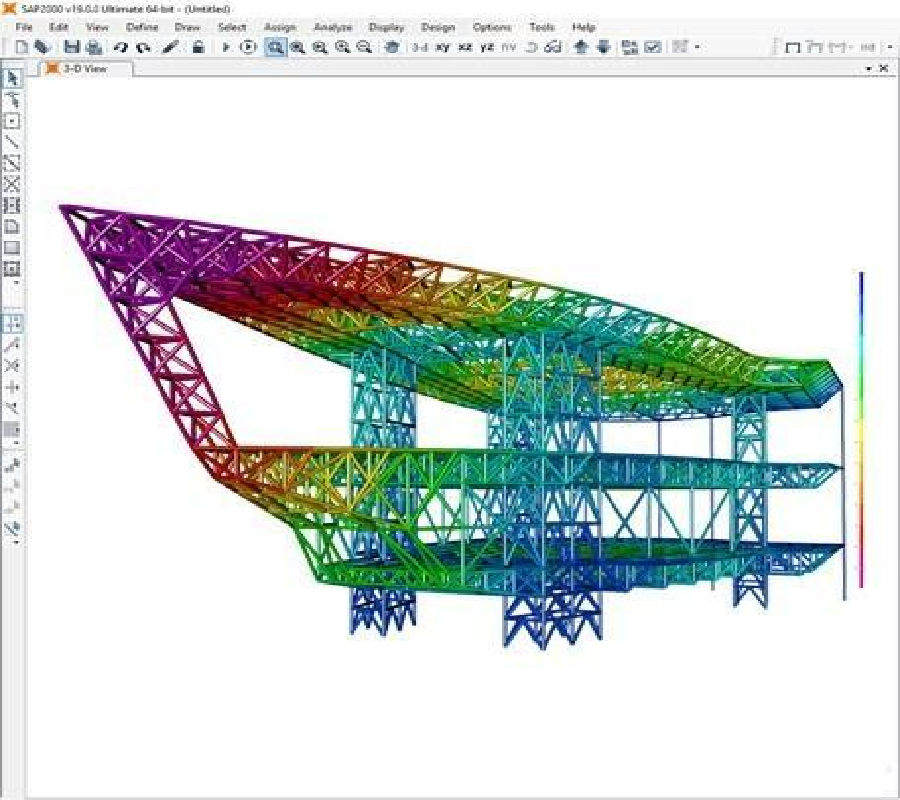 SAP2000 v19.0.0 Ultimate 64-bit - (Untitled)
File Edit View Define Draw Select Assign Analyze Display Design Options Tools Help
3-d xy xz yz nv
3-D View